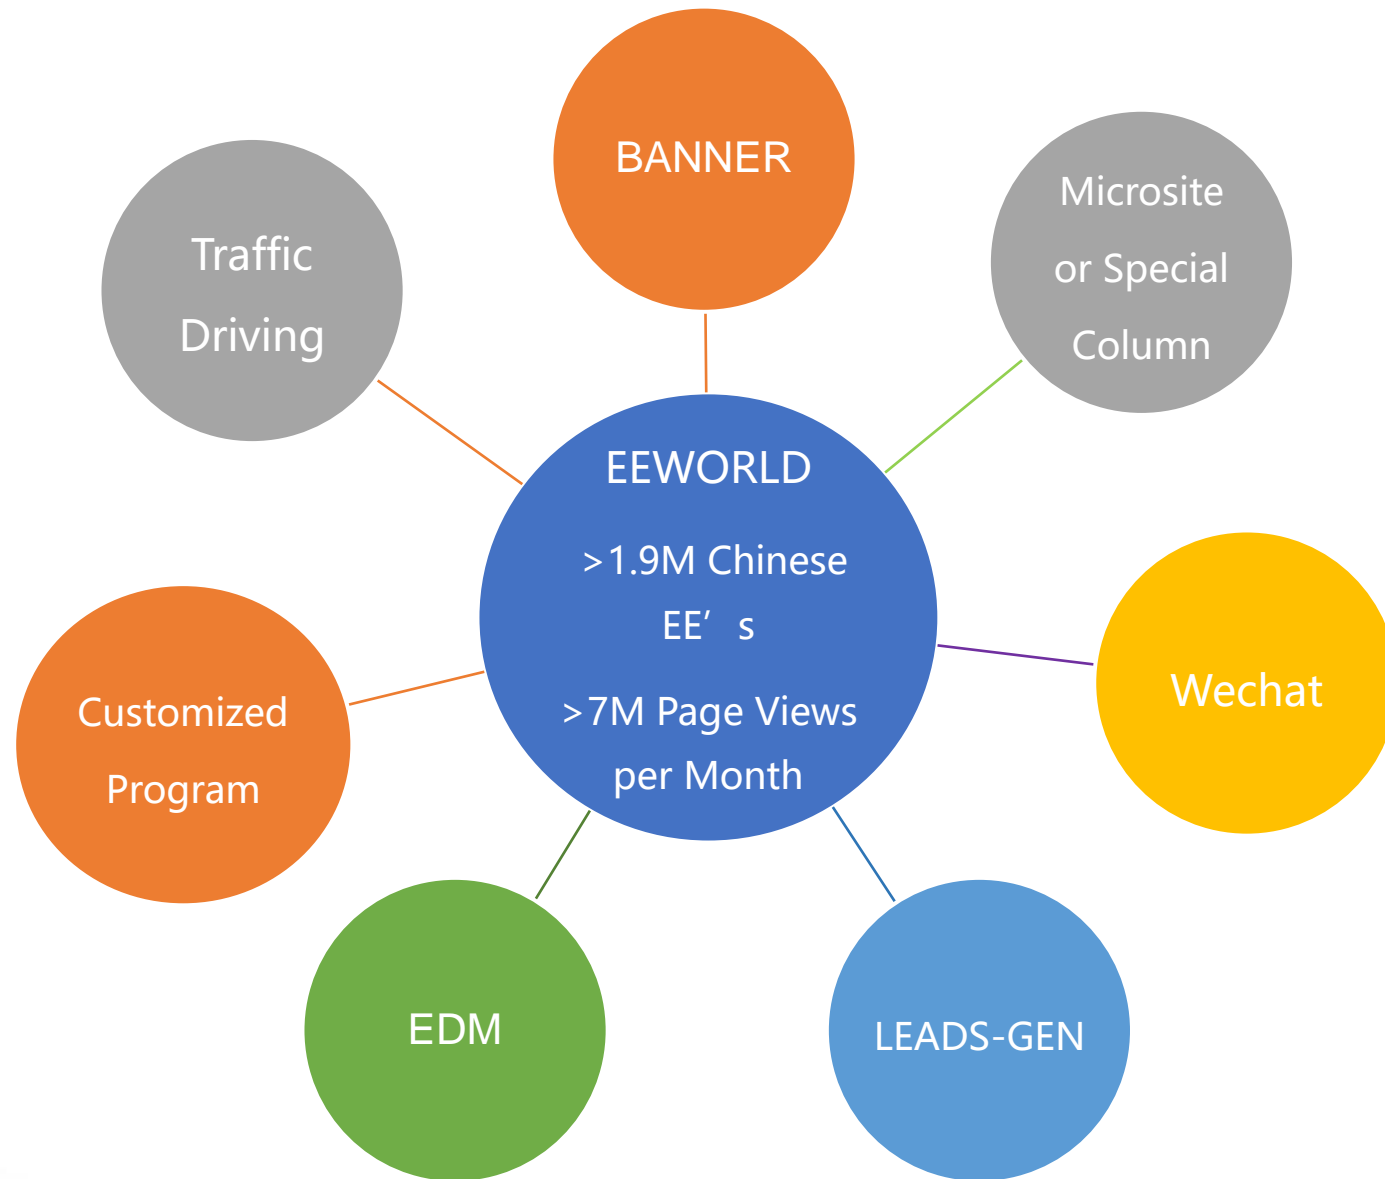 BANNER
Microsite
or Special
Column
Traffic
Driving
EEWORLD
>1.9M Chinese
EE’s
>7M Page Views
per Month
Wechat
Customized
Program
EDM
LEADS-GEN